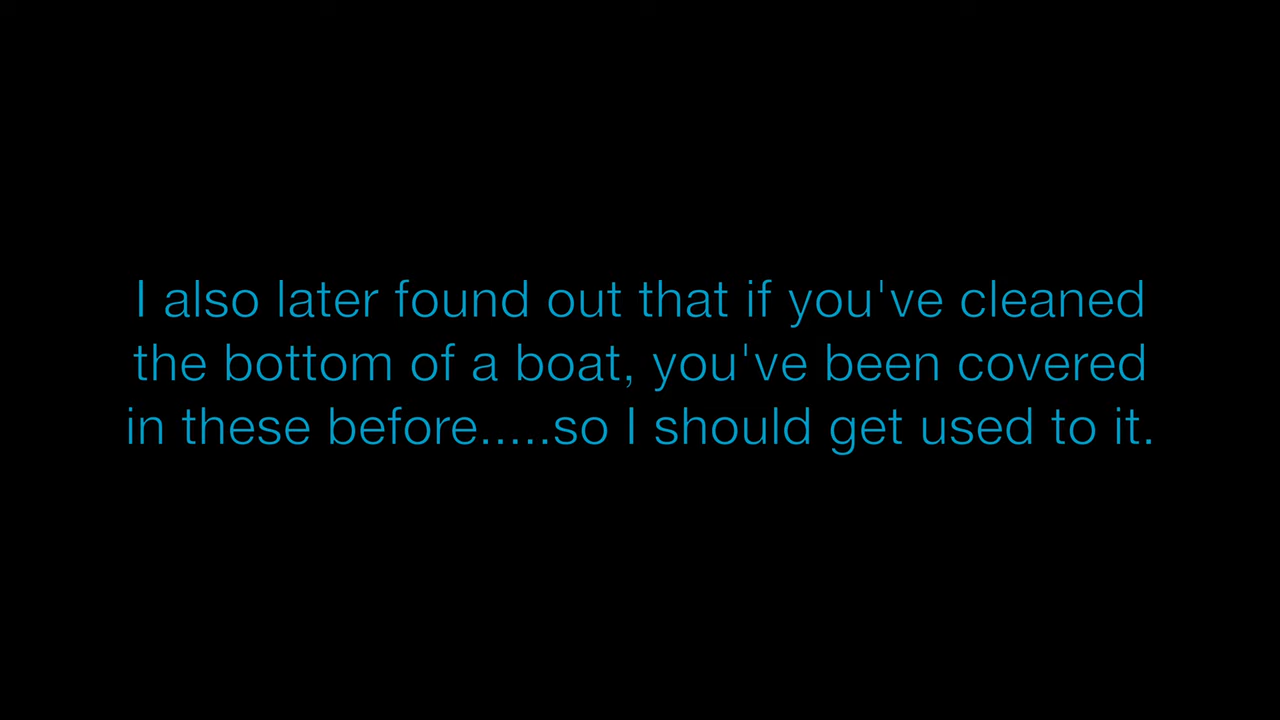 I also later found out that if you've cleaned
the bottom of a boat, you've been covered
in these before.....so I should get used to it.